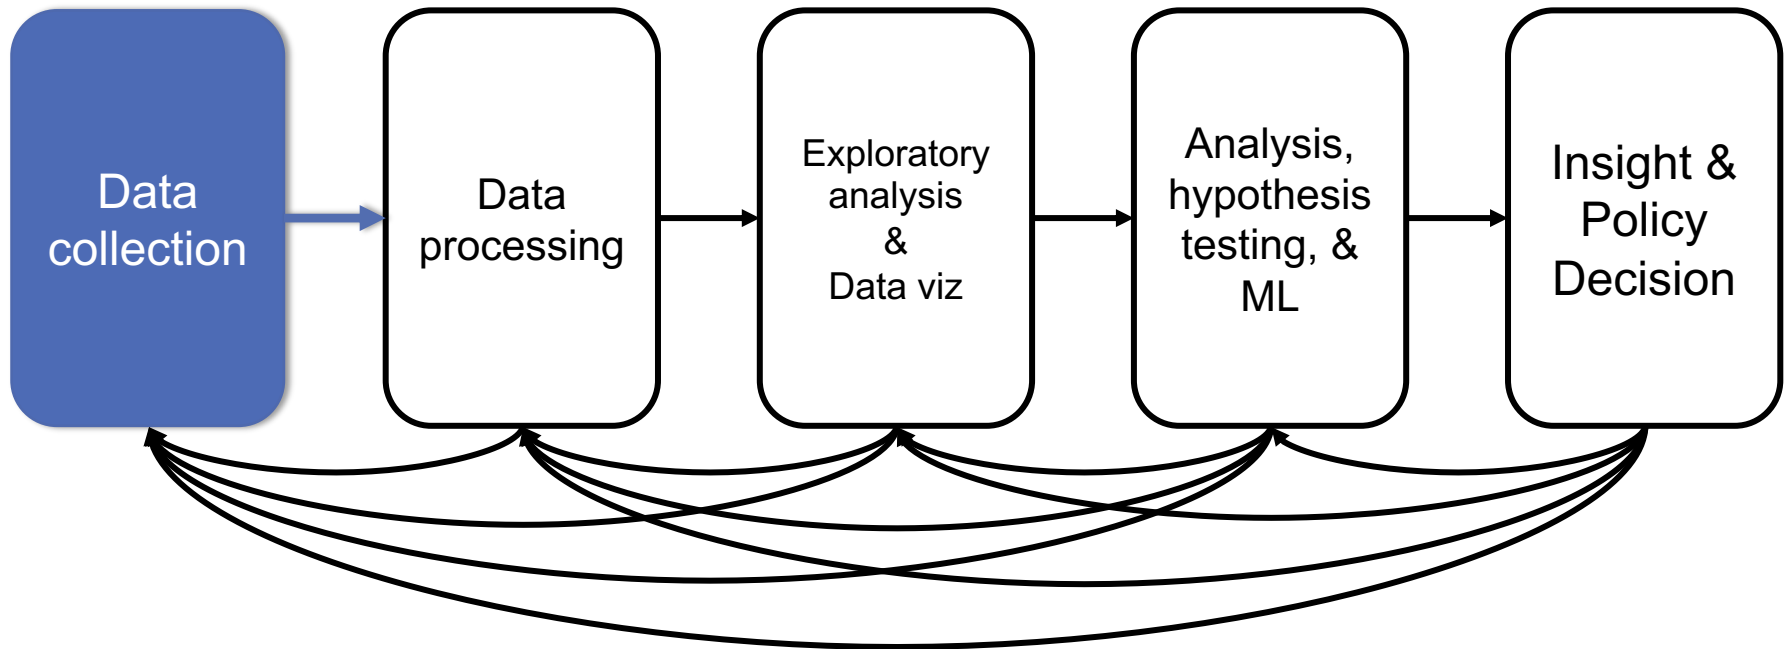 Data
collection
Data
processing
Exploratory
analysis
&
Data viz
Analysis,
hypothesis
testing, &
ML
Insight &
Policy
Decision